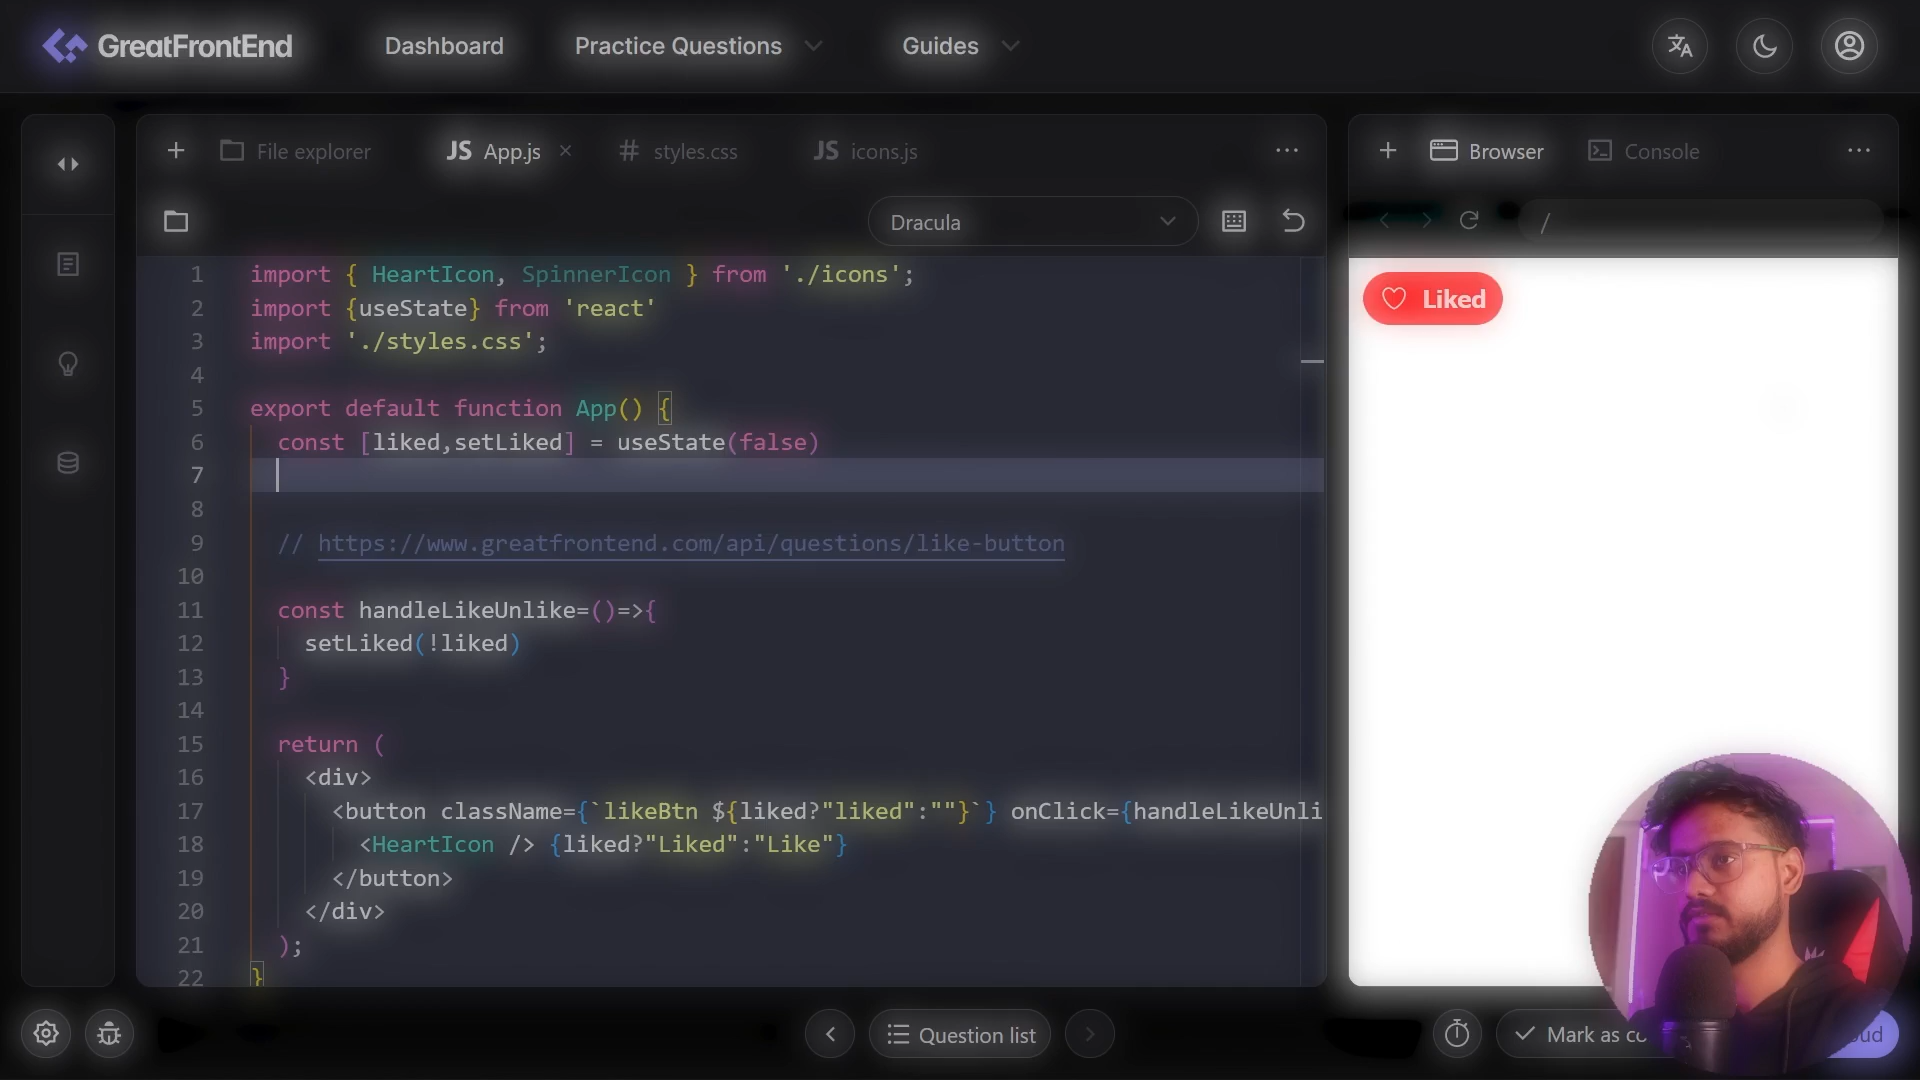 GreatFrontEnd Dashboard Practice Questions Guides
File explorer JS App.js # styles.css JS icons.js
Browser Console
Dracula
/
1 import { HeartIcon, SpinnerIcon } from './icons';
2 import {useState} from 'react'
3 import './styles.css';
4
5 export default function App() {
6 const [liked,setLiked] = useState(false)
7
8
9 // https://www.greatfrontend.com/api/questions/like-button
10
11 const handleLikeUnlike=()=>{
12 setLiked(!liked)
13 }
14
15 return (
16 <div>
17 <button className={`likeBtn ${liked?"liked":""}`} onClick={handleLikeUnli
18 <HeartIcon /> {liked?"Liked":"Like"}
19 </button>
20 </div>
21 );
22 }
Liked
Question list
Mark as